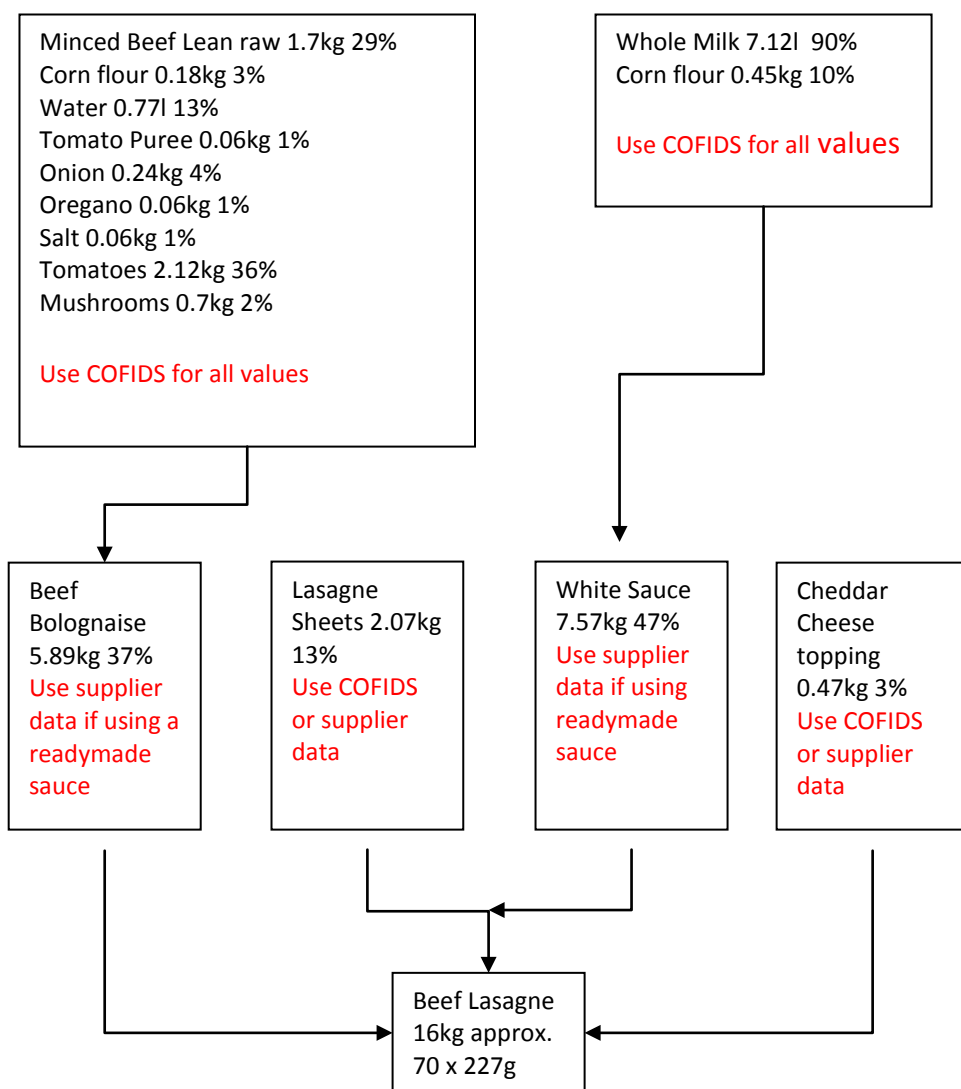 Minced Beef Lean raw 1.7kg 29%
Corn flour 0.18kg 3%
Water 0.77l 13%
Tomato Puree 0.06kg 1%
Onion 0.24kg 4%
Oregano 0.06kg 1%
Salt 0.06kg 1%
Tomatoes 2.12kg 36%
Mushrooms 0.7kg 2%
Use COFIDS for all values
Whole Milk 7.12l  90%
Corn flour 0.45kg 10%
Use COFIDS for all values
Beef
Bolognaise
5.89kg 37%
Use supplier
data if using a
readymade
sauce
Lasagne
Sheets 2.07kg
13%
Use COFIDS
or supplier
data
White Sauce
7.57kg 47%
Use supplier
data if using
readymade
sauce
Cheddar
Cheese
topping
0.47kg 3%
Use COFIDS
or supplier
data
Beef Lasagne
16kg approx.
70 x 227g